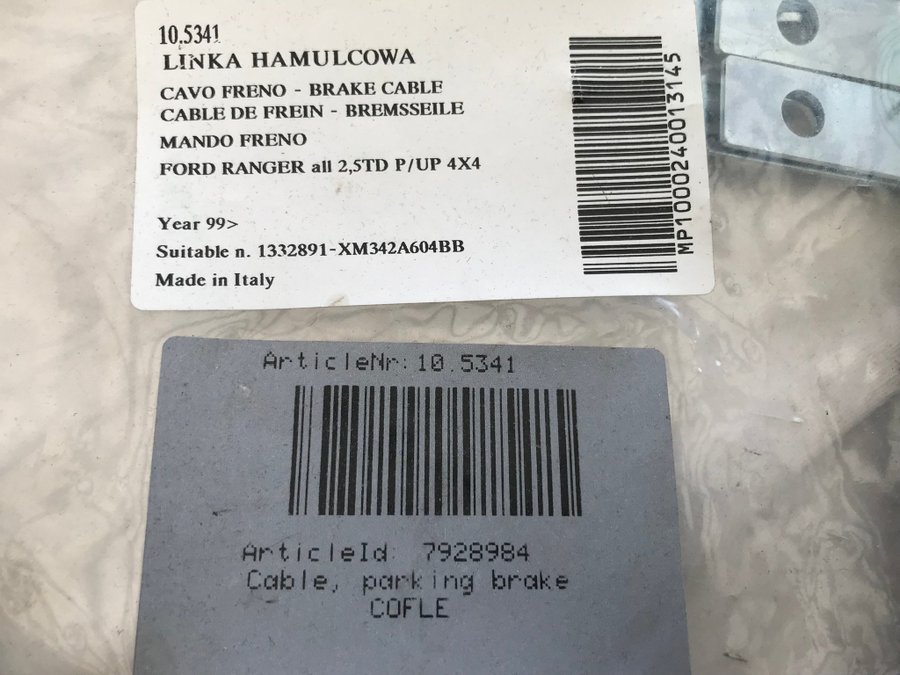 10.5341
LINKA HAMULCOWA
CAVO FRENO - BRAKE CABLE
CABLE DE FREIN - BREMSSEILE
MANDO FRENO
FORD RANGER all 2,5TD P/UP 4X4
Year 99>
Suitable n. 1332891-XM342A604BB
Made in Italy
MP1000240013145
ArticleNr:10.5341
ArticleId: 7928984
Cable, parking brake
COFLE